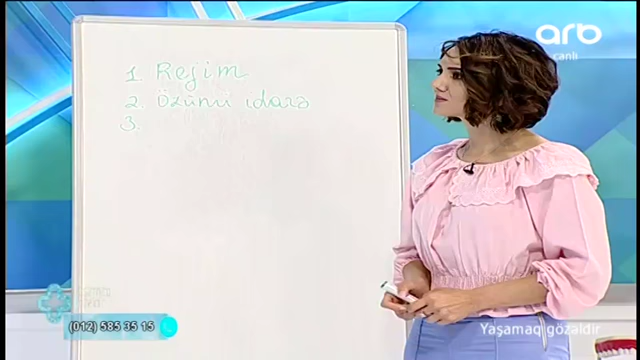 arb
canlı
1. Rejim
2. Özünü idarə
3.
(012) 585 35 15
Yaşamaq gözəldir